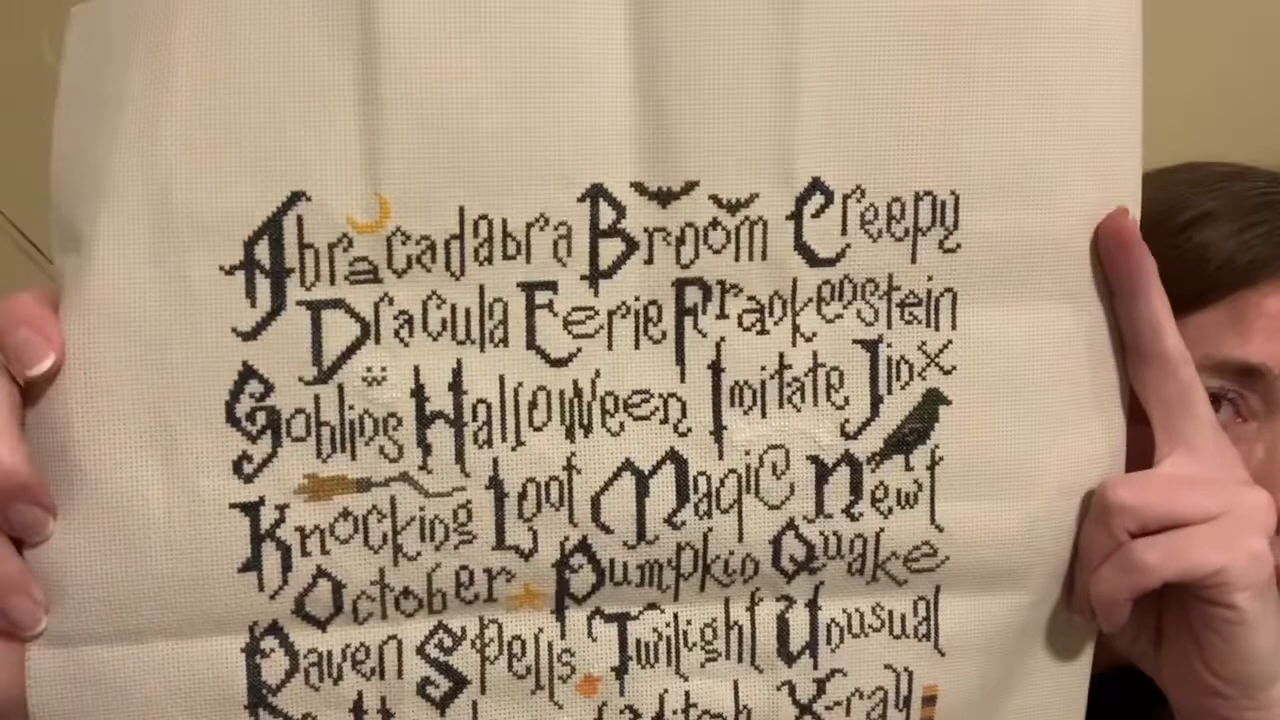 Abracadabra Broom Creepy
Dracula Eerie Frankenstein
Goblins Halloween Imitate Jinx
Knocking Loot Magic Newt
October Pumpkin Quake
Raven Spells Twilight Unusual
X-ray